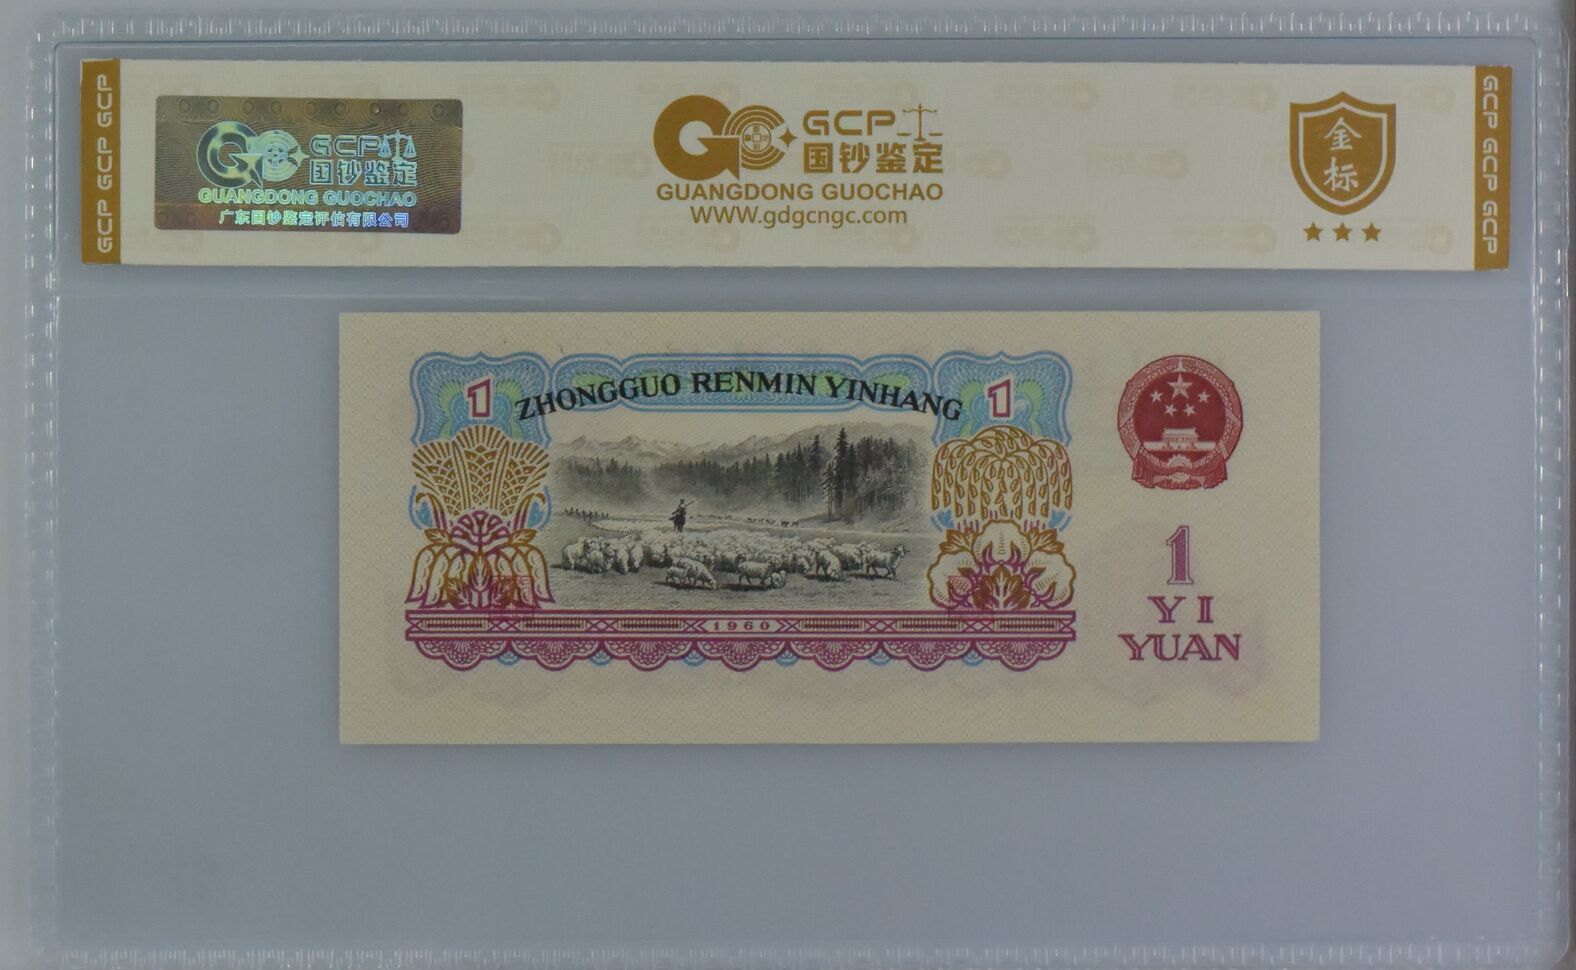 GCP GCP GCP
GCP
国钞鉴定
GUANGDONG GUOCHAO
广东国钞鉴定评估有限公司
GCP
国钞鉴定
GUANGDONG GUOCHAO
WWW.gdgcngc.com
金标
GCP GCP GCP
1
ZHONGGUO RENMIN YINHANG
1
1960
1
YI
YUAN